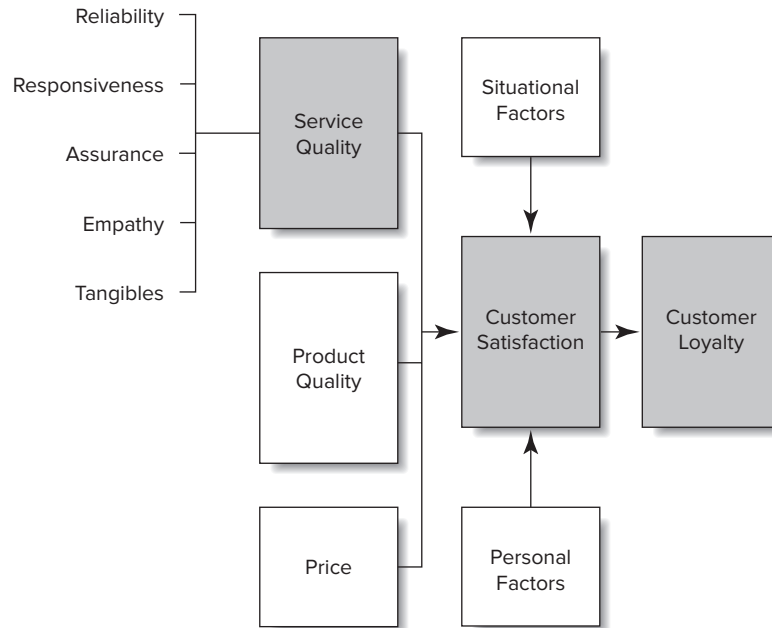 Reliability
Responsiveness
Assurance
Empathy
Tangibles
Service
Quality
Product
Quality
Price
Situational
Factors
Customer
Satisfaction
Personal
Factors
Customer
Loyalty